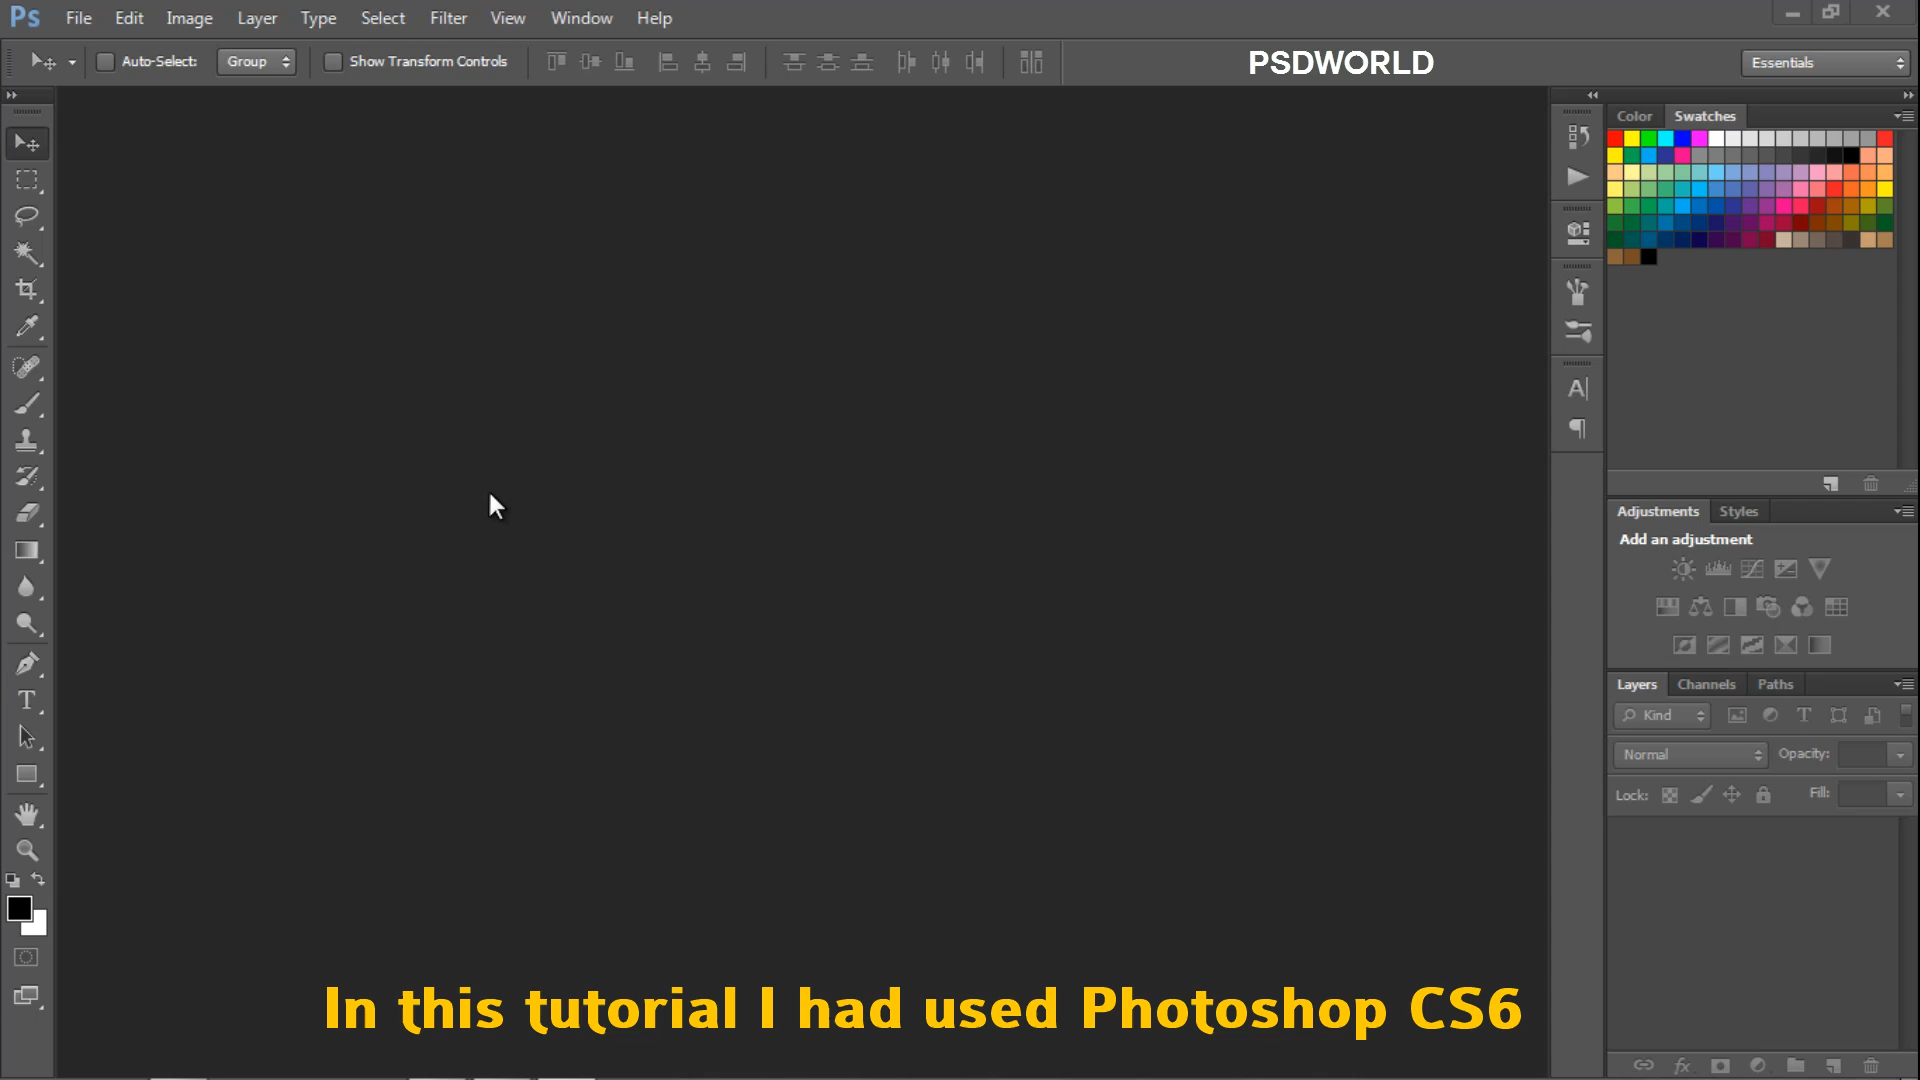 Ps File Edit Image Layer Type Select Filter View Window Help
Auto-Select: Group Show Transform Controls PSDWORLD Essentials
Color Swatches
Adjustments Styles
Add an adjustment
Layers Channels Paths
Kind
Normal Opacity:
Lock: Fill:
In this tutorial I had used Photoshop CS6